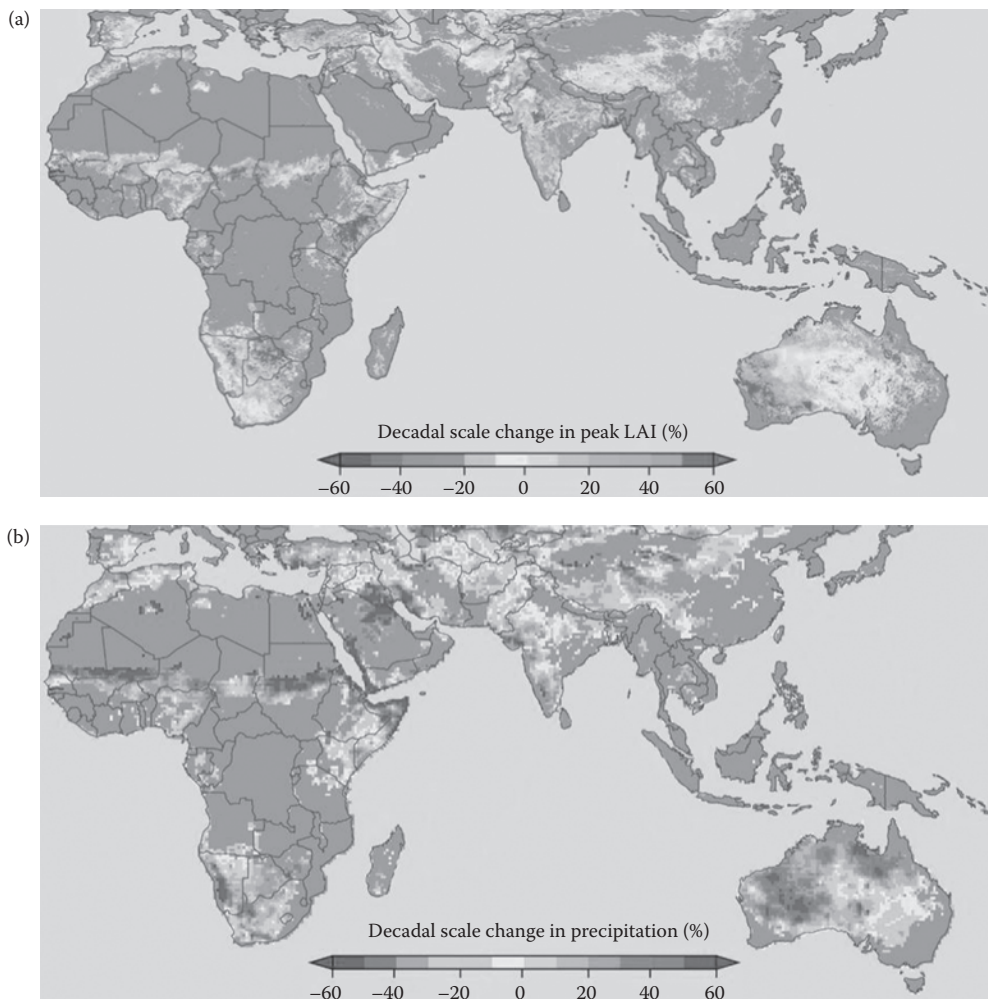 (a)
Decadal scale change in peak LAI (%)
−60 −40 −20 0 20 40 60
(b)
Decadal scale change in precipitation (%)
−60 −40 −20 0 20 40 60